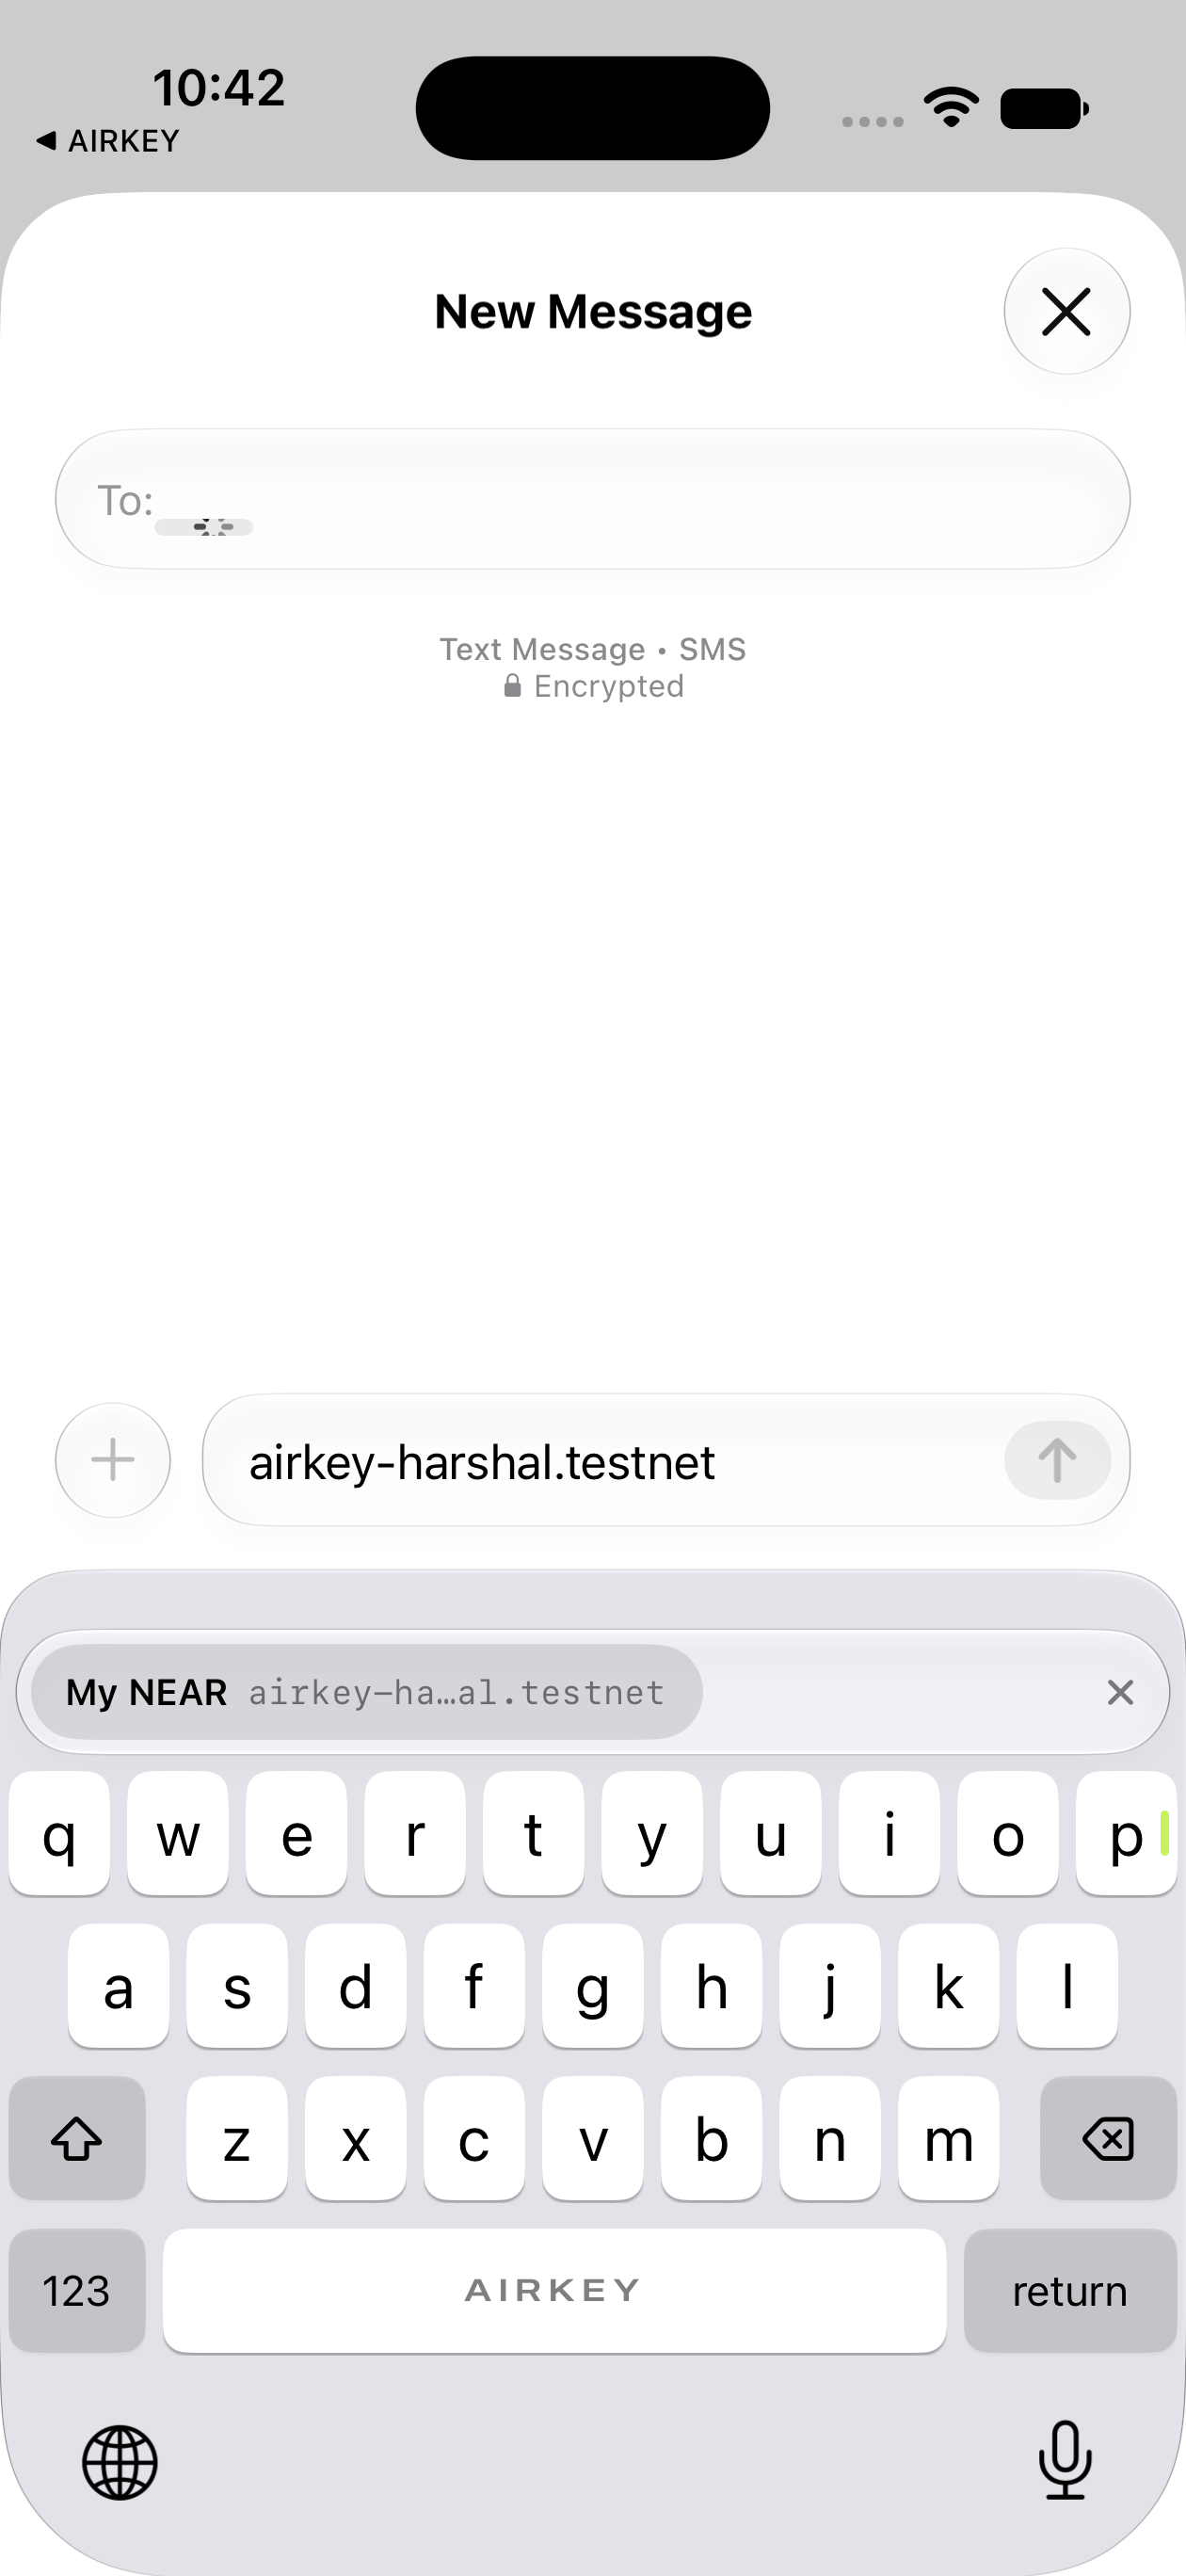 10:42
AIRKEY
New Message
To:
Text Message • SMS
Encrypted
airkey-harshal.testnet
My NEAR airkey-ha…al.testnet
q w e r t y u i o p
a s d f g h j k l
z x c v b n m
123 AIRKEY return